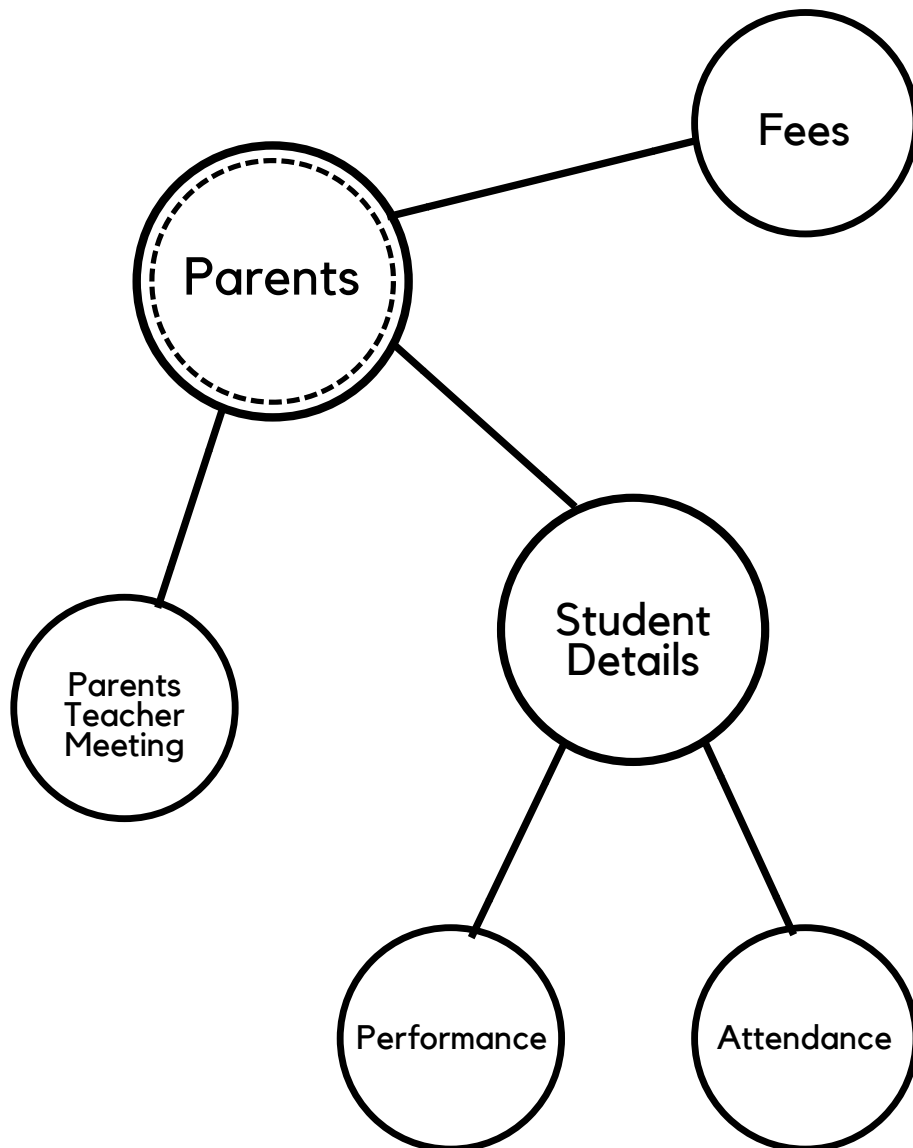 Fees
Parents
Student
Details
Parents
Teacher
Meeting
Performance
Attendance